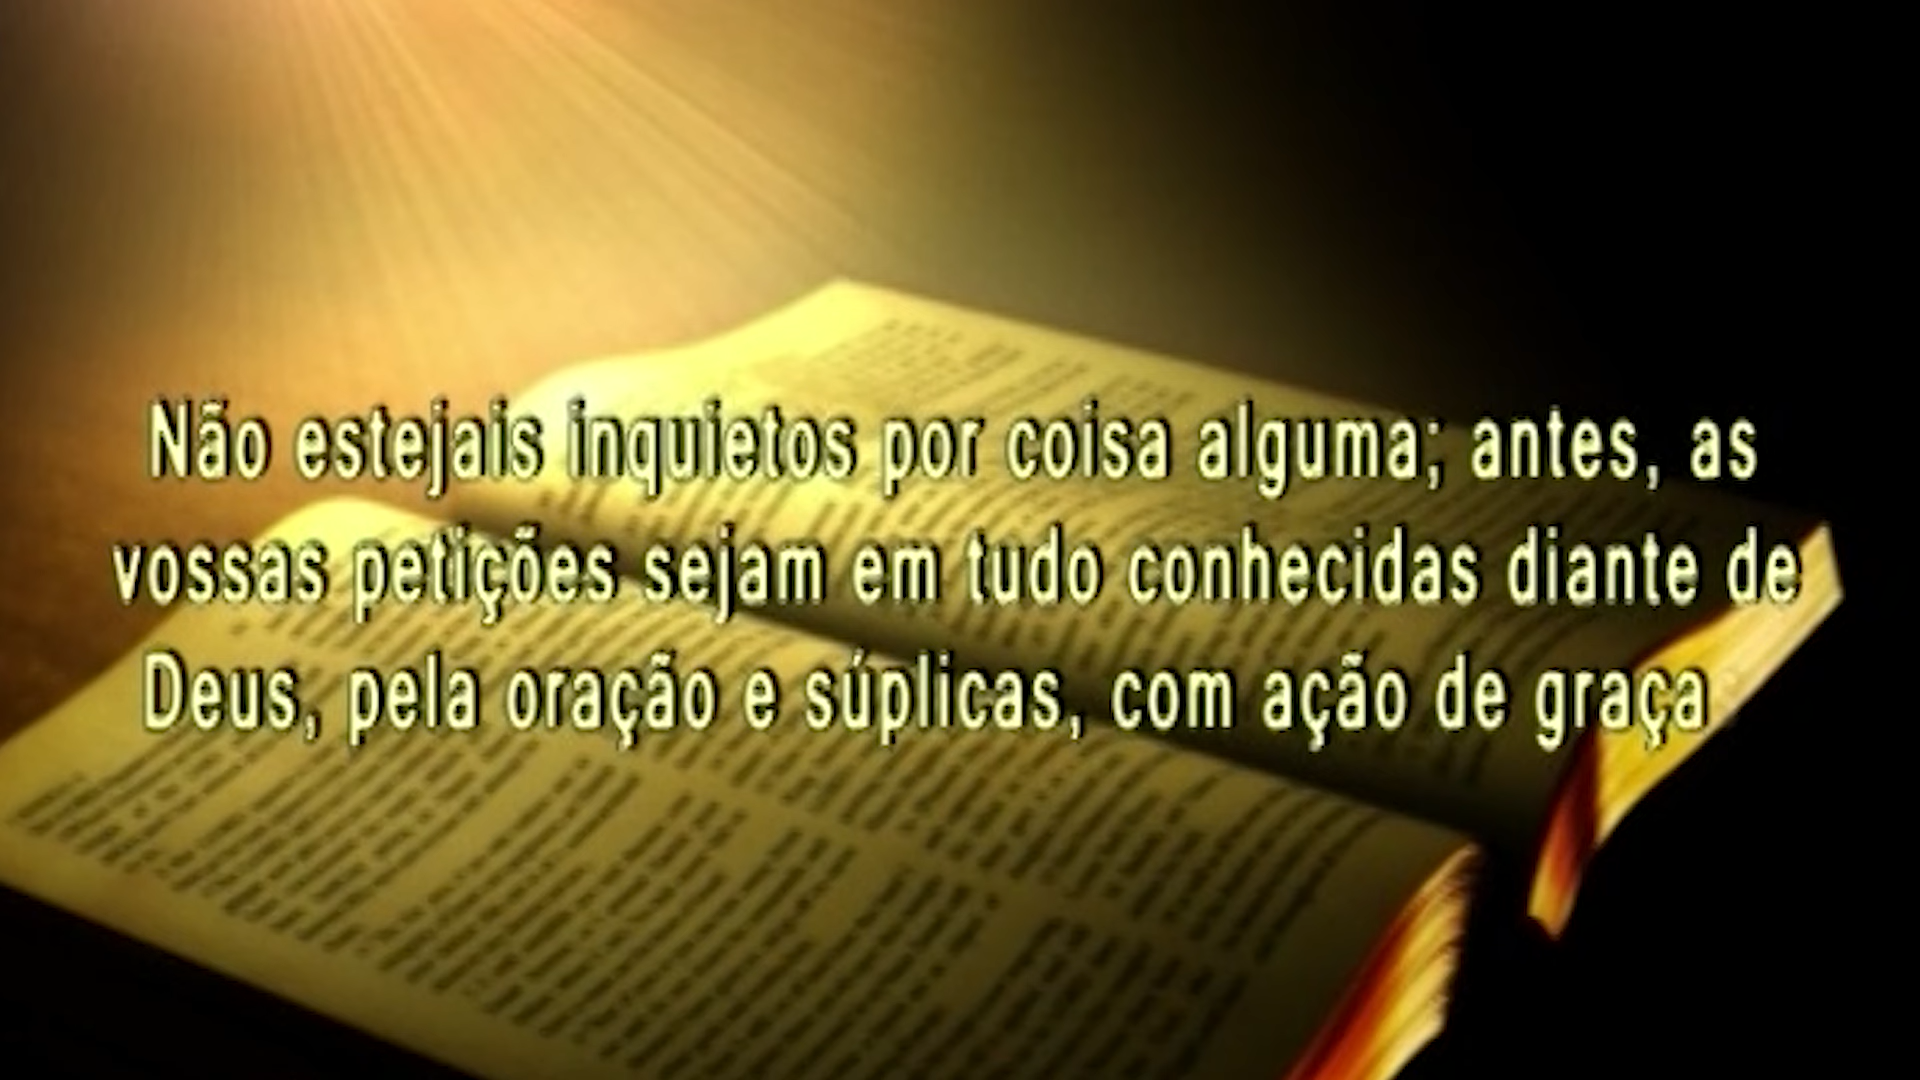 Não estejais inquietos por coisa alguma; antes, as
vossas petições sejam em tudo conhecidas diante de
Deus, pela oração e súplicas, com ação de graça